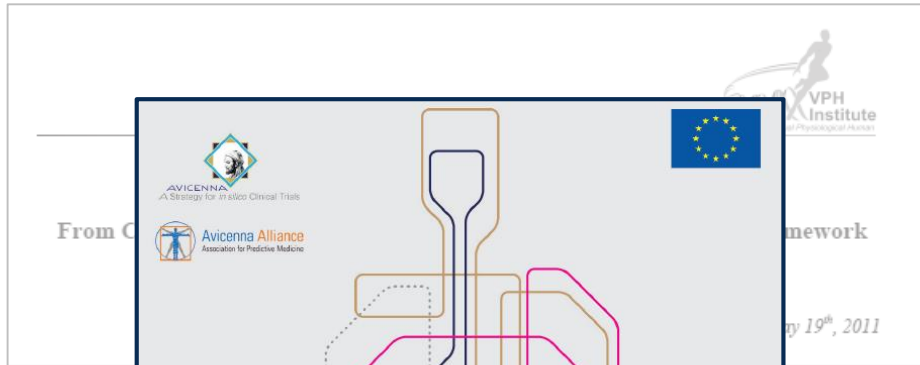 VPH
Institute
Physiological Human
AVICENNA
A Strategy for in silico Clinical Trials
Avicenna Alliance
Association for Predictive Medicine
From
19th, 2011